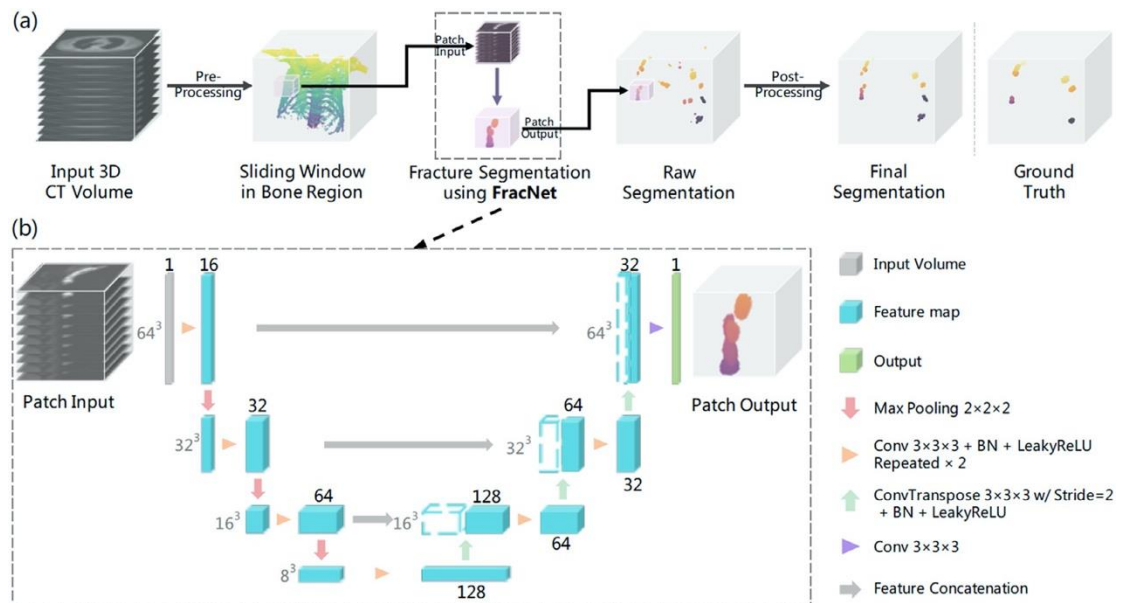 (a)
Pre-
Processing
Patch
Input
Patch
Output
Post-
Processing
Input 3D
CT Volume
Sliding Window
in Bone Region
Fracture Segmentation
using FracNet
Raw
Segmentation
Final
Segmentation
Ground
Truth
(b)
1
16
32
1
64³
64³
Patch Input
Patch Output
32
64
32³
32³
32
64
128
16³
16³
64
8³
128
Input Volume
Feature map
Output
Max Pooling 2×2×2
Conv 3×3×3 + BN + LeakyReLU
Repeated × 2
ConvTranspose 3×3×3 w/ Stride=2
+ BN + LeakyReLU
Conv 3×3×3
Feature Concatenation